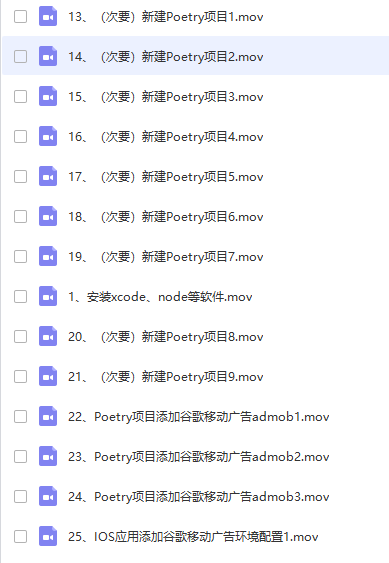 13、（次要）新建Poetry项目1.mov
14、（次要）新建Poetry项目2.mov
15、（次要）新建Poetry项目3.mov
16、（次要）新建Poetry项目4.mov
17、（次要）新建Poetry项目5.mov
18、（次要）新建Poetry项目6.mov
19、（次要）新建Poetry项目7.mov
1、安装xcode、node等软件.mov
20、（次要）新建Poetry项目8.mov
21、（次要）新建Poetry项目9.mov
22、Poetry项目添加谷歌移动广告admob1.mov
23、Poetry项目添加谷歌移动广告admob2.mov
24、Poetry项目添加谷歌移动广告admob3.mov
25、IOS应用添加谷歌移动广告环境配置1.mov